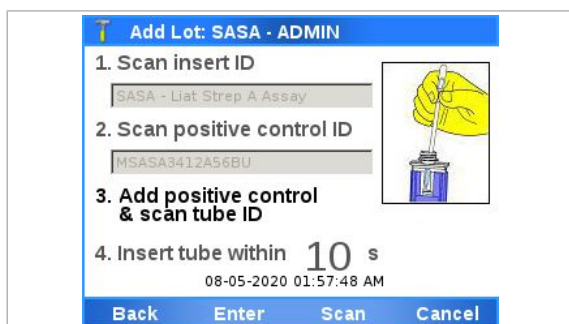 Add Lot: SASA - ADMIN
1. Scan insert ID
SASA - Liat Strep A Assay
2. Scan positive control ID
MSASA3412A56BU
3. Add positive control
& scan tube ID
4. Insert tube within 10 s
08-05-2020 01:57:48 AM
Back Enter Scan Cancel